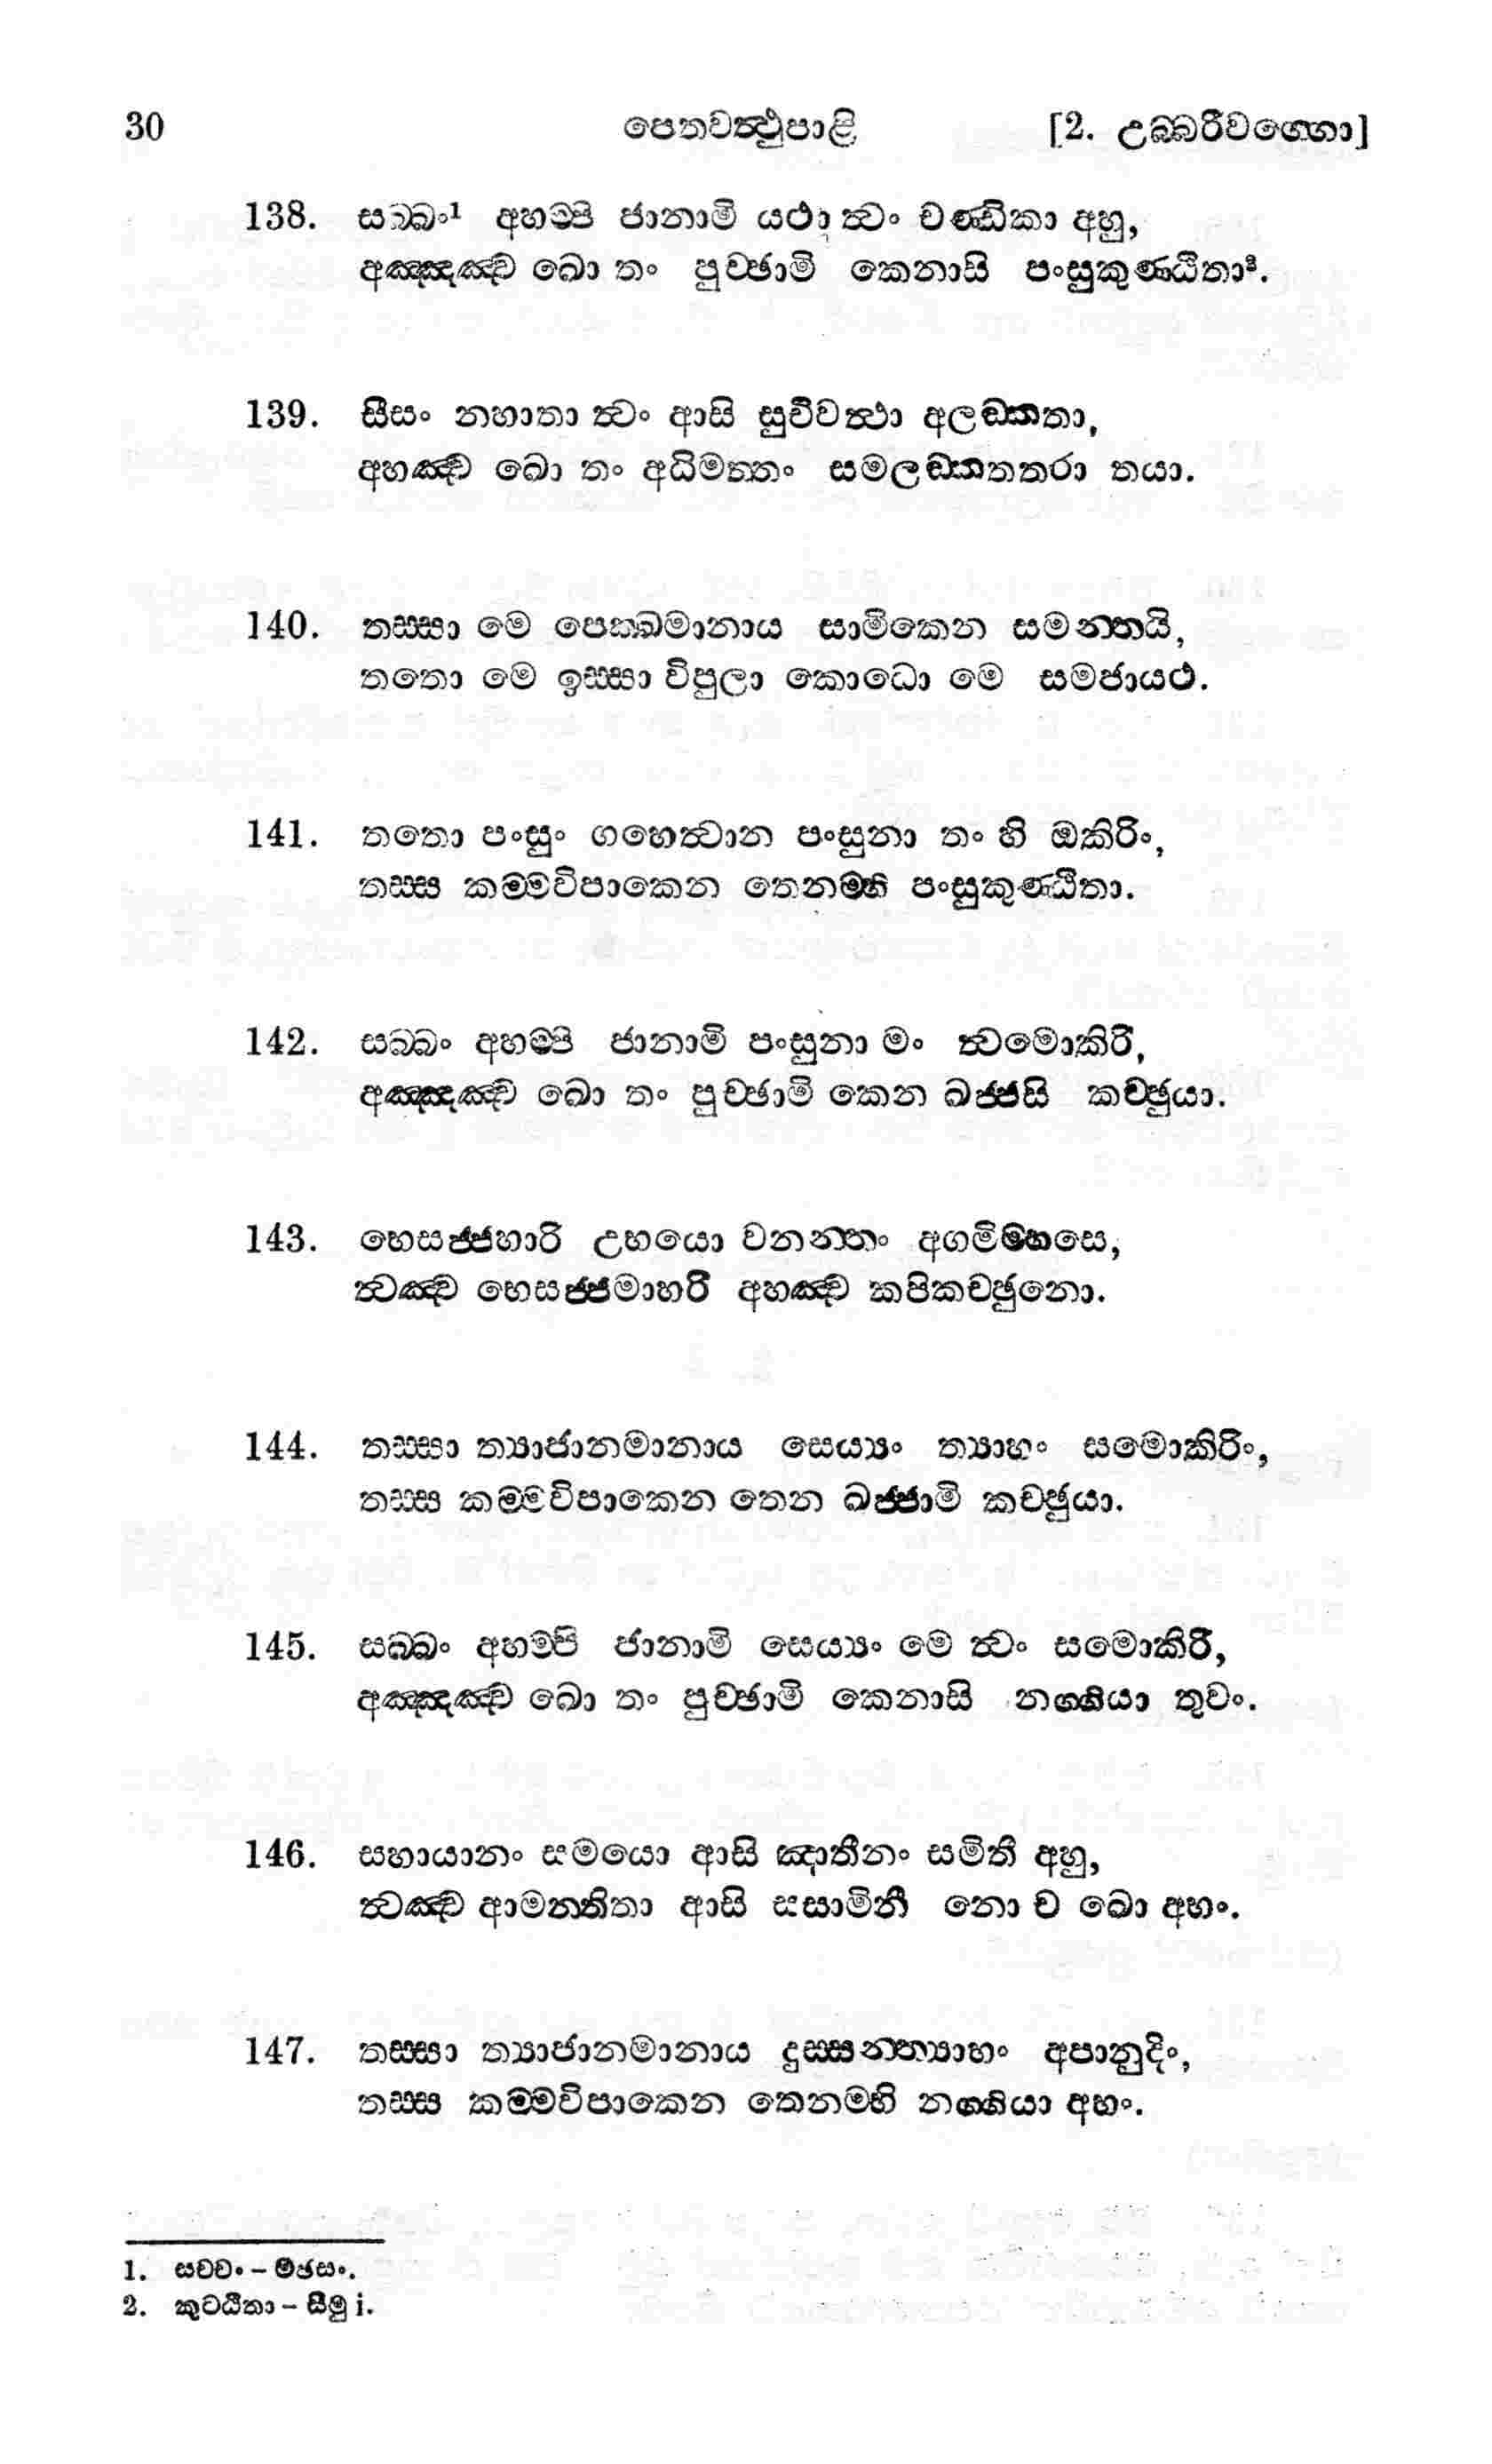 30 පෙතවත්ථුපාළි [2. උබ්බරීවග්ගො]
138. සබ්බං¹ අහම්පි ජානාමි යථා ත්වං චණ්ඩිකා අහු,
අඤ්ඤඤ්ච ඛො තං පුච්ඡාමි කෙනාසි පංසුකුණ්ඨිතා².
139. සීසං නහාතා ත්වං ආසි සුචිවත්ථා අලඞ්කතා,
අහඤ්ච ඛො තං අධිමත්තං සමලඞ්කතතරා තයා.
140. තස්සා මෙ පෙක්ඛමානාය සාමිකෙන සමන්තයි,
තතො මෙ ඉස්සා විපුලා කොධො මෙ සමජායථ.
141. තතො පංසුං ගහෙත්වාන පංසුනා තං හි ඔකිරිං,
තස්ස කම්මවිපාකෙන තෙනම්හි පංසුකුණ්ඨිතා.
142. සබ්බං අහම්පි ජානාමි පංසුනා මං ත්වමොකිරි,
අඤ්ඤඤ්ච ඛො තං පුච්ඡාමි කෙන ඛජ්ජසි කච්ඡුයා.
143. භෙසජ්ජහාරි උභයො වනන්තං අගමිම්හසෙ,
ත්වඤ්ච භෙසජ්ජමාහරි අහඤ්ච කපිකච්ඡුනො.
144. තස්සා ත්‍යාජානමානාය සෙය්‍යං ත්‍යාහං සමොකිරිං,
තස්ස කම්මවිපාකෙන තෙන ඛජ්ජාමි කච්ඡුයා.
145. සබ්බං අහම්පි ජානාමි සෙය්‍යං මෙ ත්වං සමොකිරි,
අඤ්ඤඤ්ච ඛො තං පුච්ඡාමි කෙනාසි නග්ගියා තුවං.
146. සහායානං සමයො ආසි ඤාතීනං සමිතී අහු,
ත්වඤ්ච ආමන්තිතා ආසි සසාමිනී නො ච ඛො අහං.
147. තස්සා ත්‍යාජානමානාය දුස්සන්ත්‍යාහං අපානුදිං,
තස්ස කම්මවිපාකෙන තෙනම්හි නග්ගියා අහං.
1. සච්චං – මඡසං.
2. කුට්ඨිතා – සීමු i.